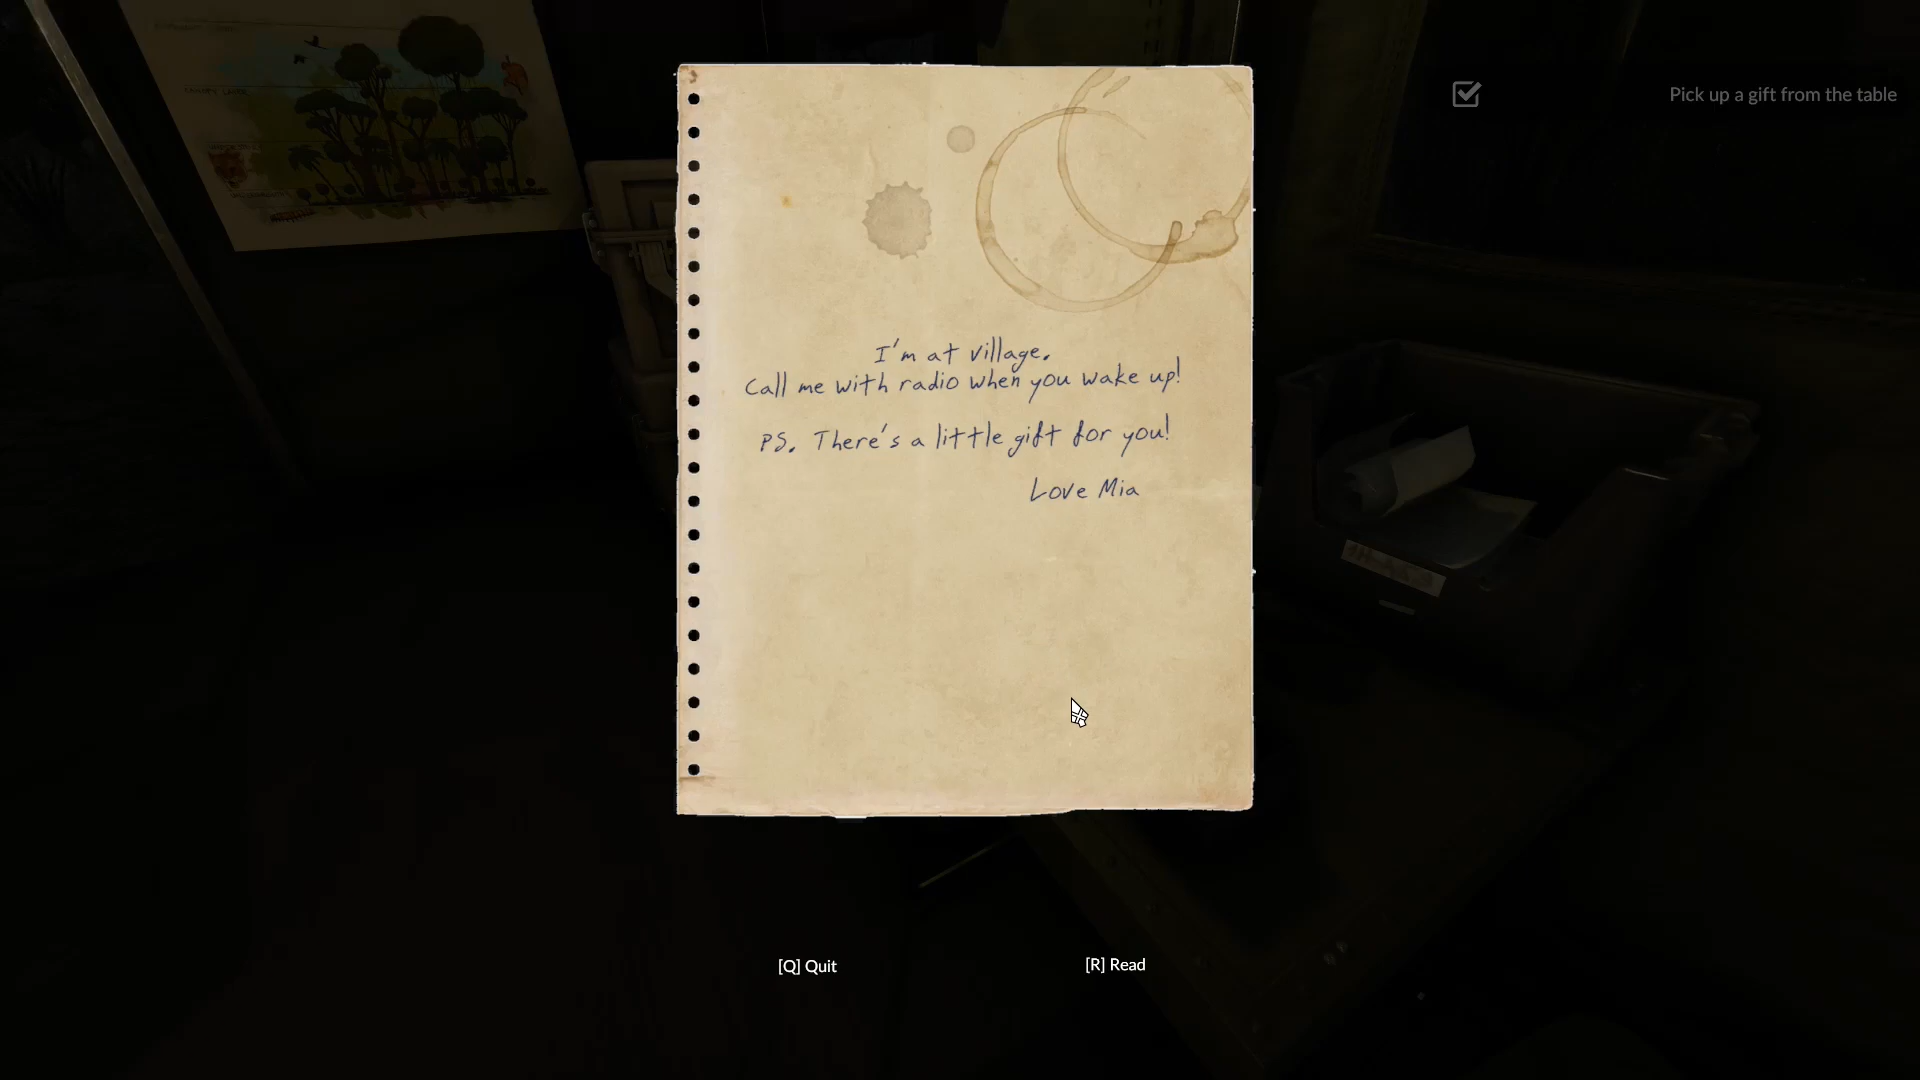 Pick up a gift from the table
I'm at village.
Call me with radio when you wake up!
PS. There's a little gift for you!
Love Mia
[Q] Quit
[R] Read